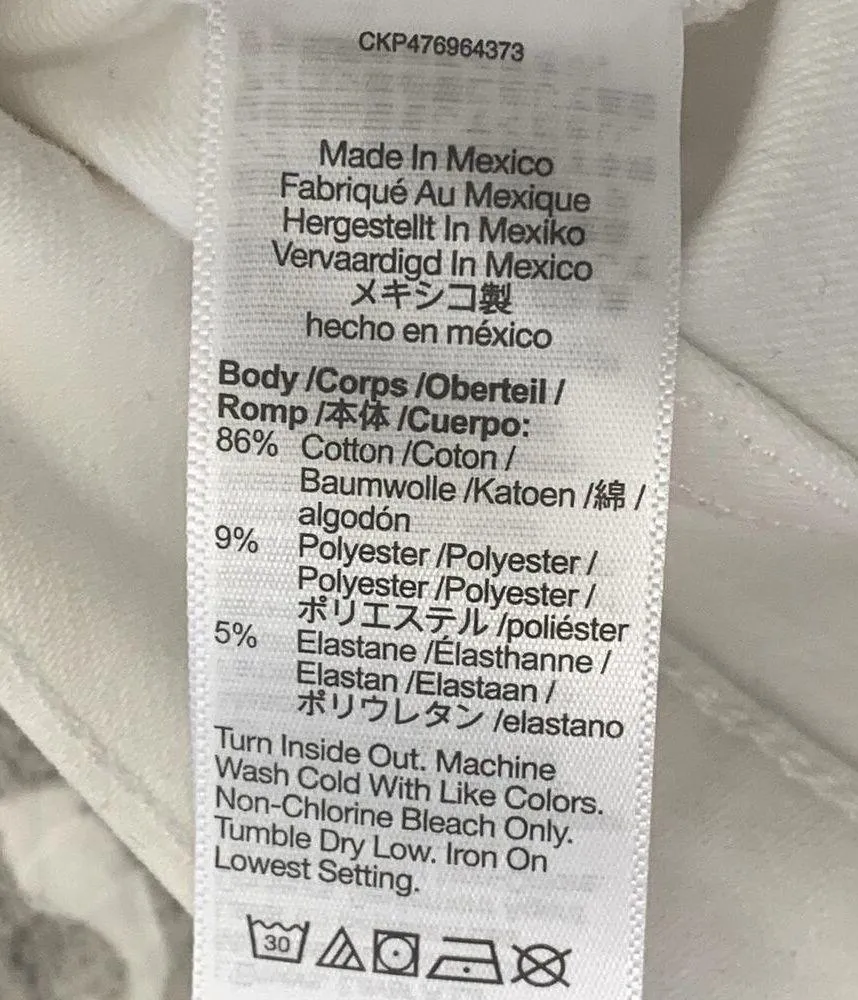 CKP476964373
Made In Mexico
Fabriqué Au Mexique
Hergestellt In Mexiko
Vervaardigd In Mexico
メキシコ製
hecho en méxico
Body /Corps /Oberteil /
Romp /本体 /Cuerpo:
86% Cotton /Coton /
Baumwolle /Katoen /綿 /
algodón
9% Polyester /Polyester /
Polyester /Polyester /
ポリエステル /poliéster
5% Elastane /Élasthanne /
Elastan /Elastaan /
ポリウレタン /elastano
Turn Inside Out. Machine
Wash Cold With Like Colors.
Non-Chlorine Bleach Only.
Tumble Dry Low. Iron On
Lowest Setting.
30